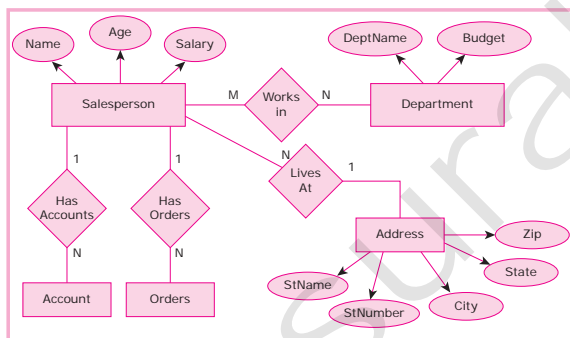 Name
Age
Salary
DeptName
Budget
Salesperson
M
Works
in
N
Department
1
1
N
Lives
At
1
Has
Accounts
Has
Orders
N
N
Address
Zip
State
City
StNumber
StName
Account
Orders
sura